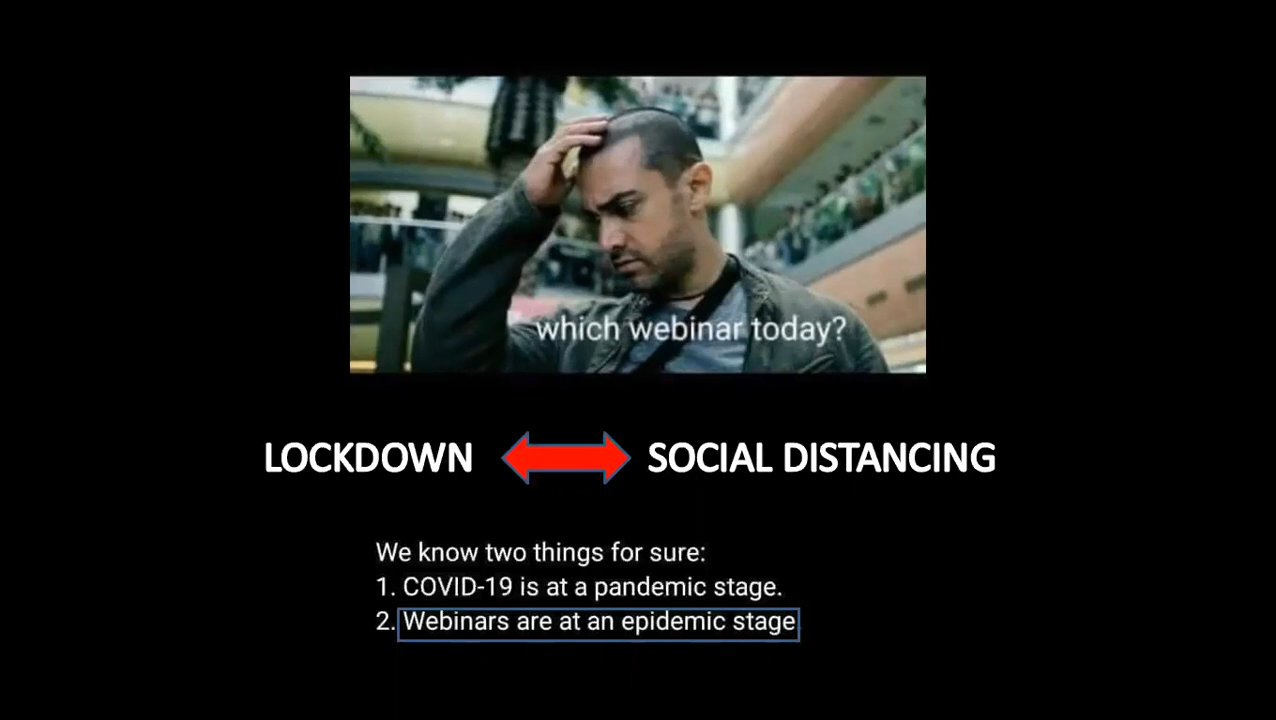 which webinar today?
LOCKDOWN SOCIAL DISTANCING
We know two things for sure:
1. COVID-19 is at a pandemic stage.
2. Webinars are at an epidemic stage